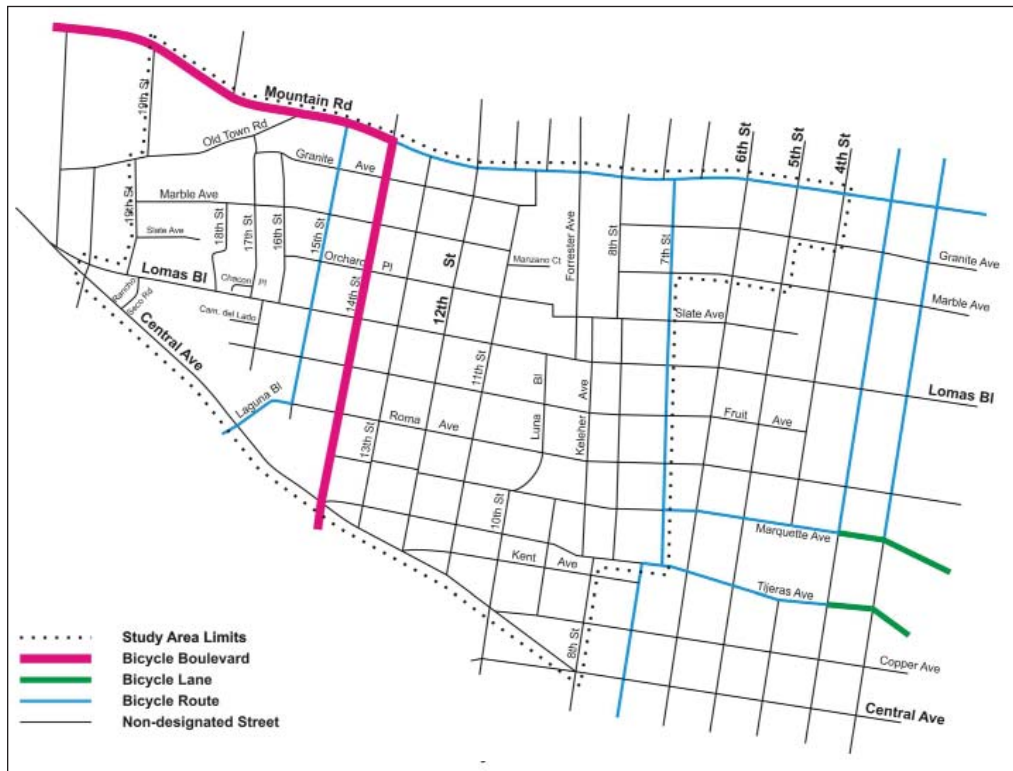 Mountain Rd
19th St
Old Town Rd
Granite Ave
6th St
5th St
4th St
Marble Ave
19th St
18th St
17th St
16th St
15th St
Slate Ave
Orchard Pl
14th St
12th St
Manzano Ct
Forrester Ave
8th St
7th St
Granite Ave
Marble Ave
Lomas Bl
Chacon Pl
Rancho
Seco Rd
Cam. del Lado
Slate Ave
Central Ave
11th St
Luna Bl
Keleher Ave
Lomas Bl
Laguna Bl
Roma Ave
Fruit Ave
13th St
10th St
Marquette Ave
Kent Ave
Tijeras Ave
8th St
Copper Ave
Central Ave
Study Area Limits
Bicycle Boulevard
Bicycle Lane
Bicycle Route
Non-designated Street